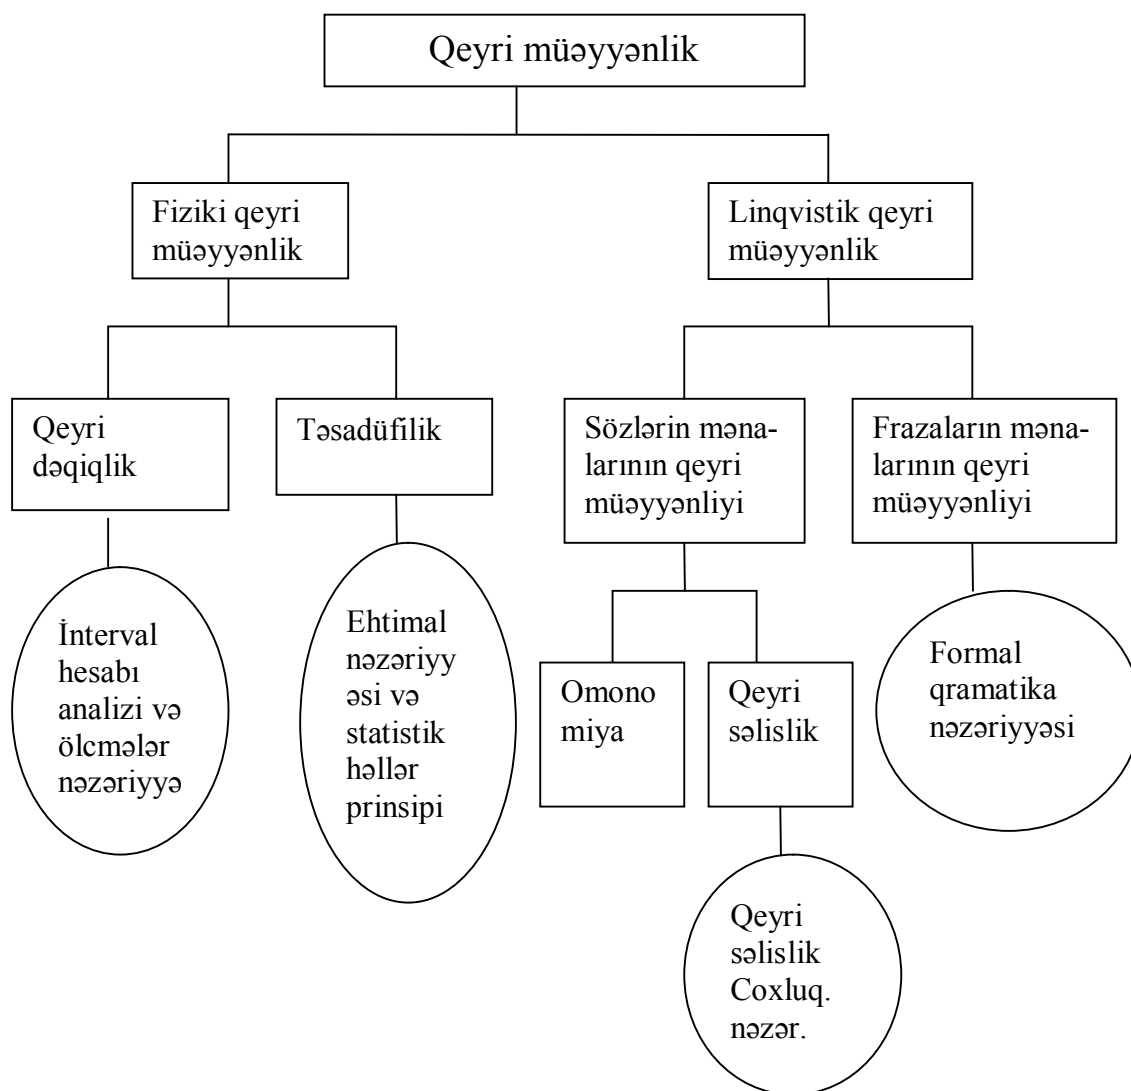 Qeyri müəyyənlik
Fiziki qeyri
müəyyənlik
Linqvistik qeyri
müəyyənlik
Qeyri
dəqiqlik
Təsadüfilik
Sözlərin məna-
larının qeyri
müəyyənliyi
Frazaların məna-
larının qeyri
müəyyənliyi
İnterval
hesabı
analizi və
ölcmələr
nəzəriyyə
Ehtimal
nəzəriyy
əsi və
statistik
həllər
prinsipi
Omono
miya
Qeyri
səlislik
Formal
qramatika
nəzəriyyəsi
Qeyri
səlislik
Coxluq.
nəzər.